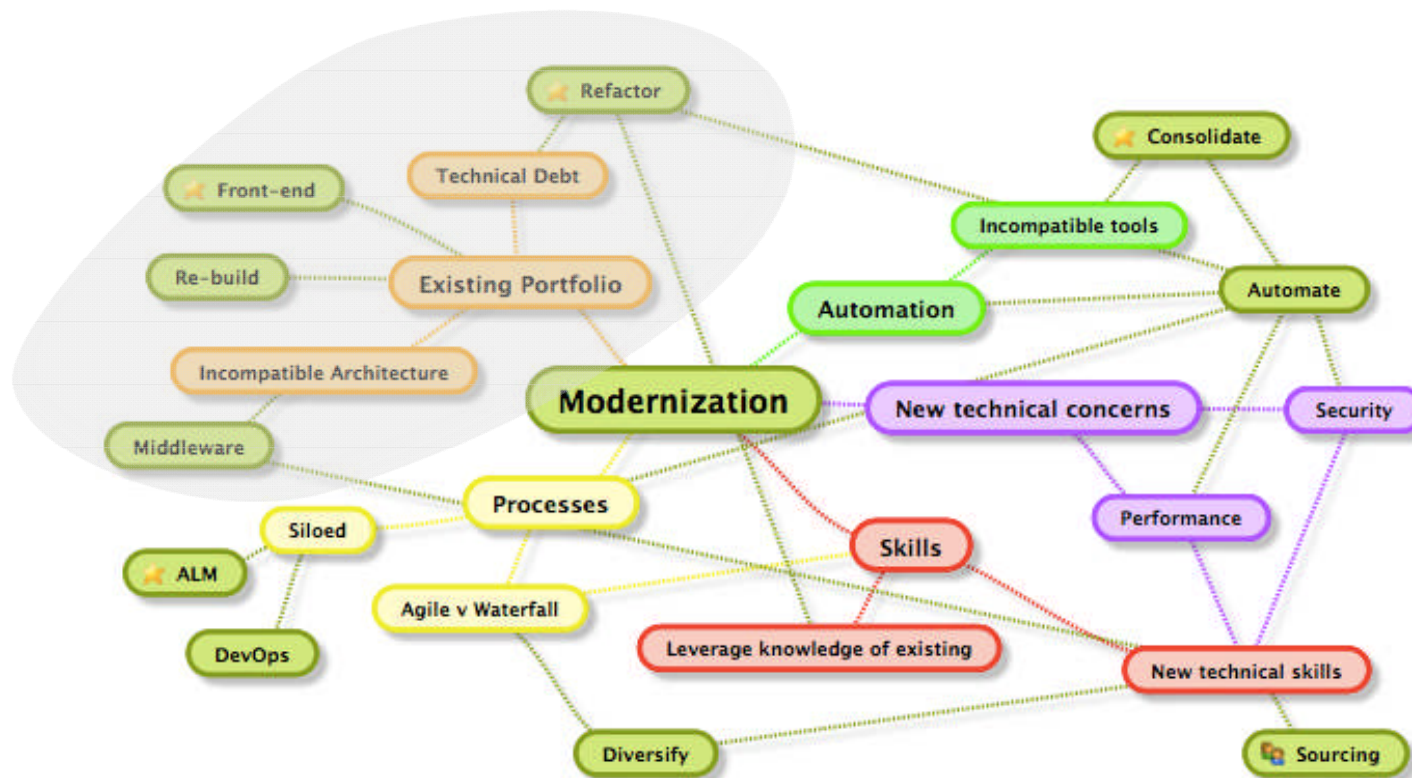 Refactor
Consolidate
Technical Debt
Front-end
Incompatible tools
Re-build
Existing Portfolio
Automate
Automation
Incompatible Architecture
Modernization
New technical concerns
Security
Middleware
Processes
Performance
Siloed
Skills
ALM
Agile v Waterfall
DevOps
Leverage knowledge of existing
New technical skills
Diversify
Sourcing